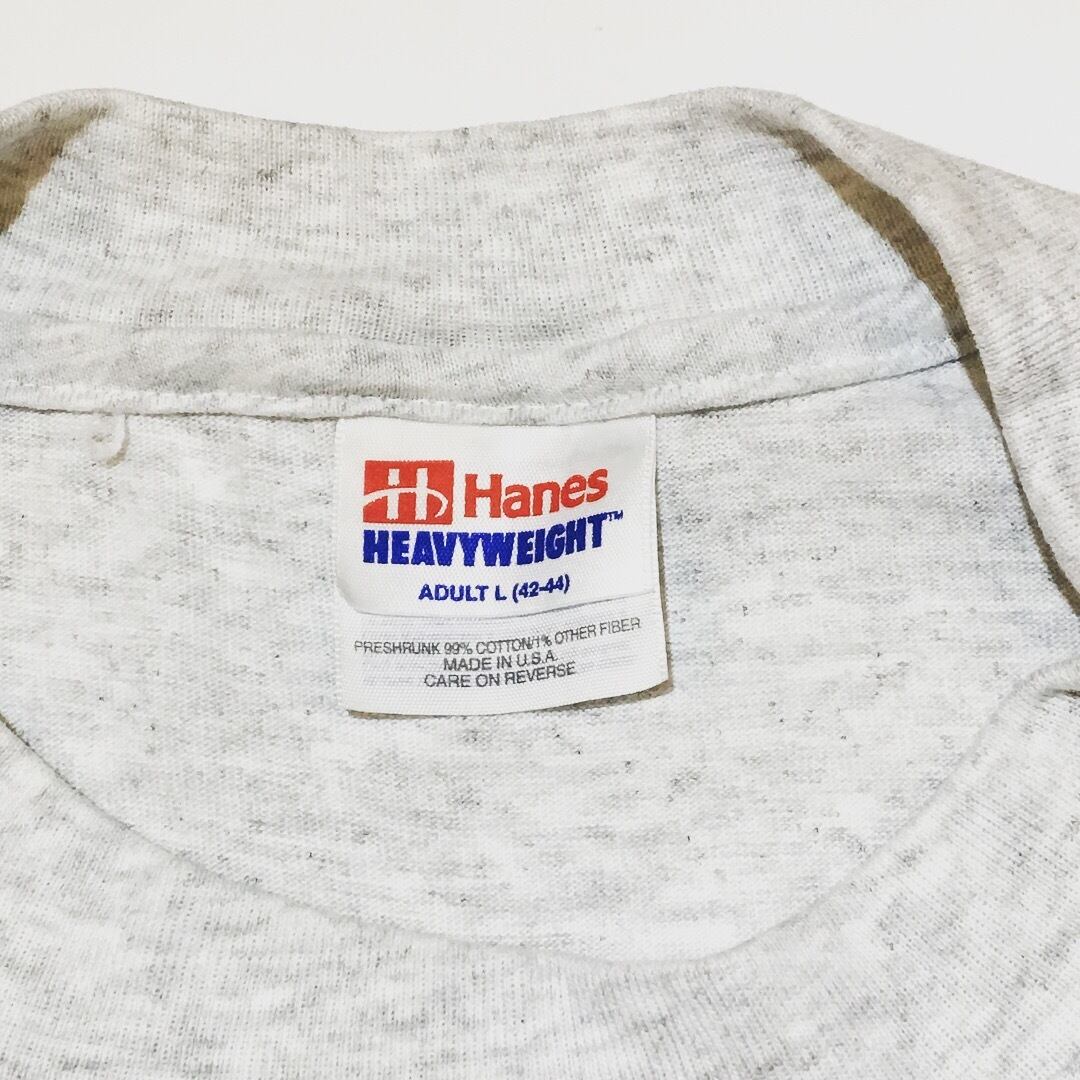 H Hanes
HEAVYWEIGHT™
ADULT L (42-44)
PRESHRUNK 99% COTTON/1% OTHER FIBER
MADE IN U.S.A.
CARE ON REVERSE